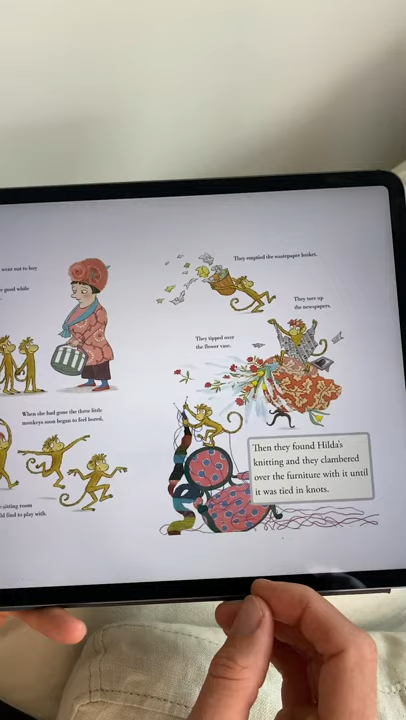 went out to buy
good while
When she had gone the three little
monkeys soon began to feel bored.
sitting room
find to play with.
They emptied the wastepaper basket.
They tore up
the newspapers.
They tipped over
the flower vase.
Then they found Hilda's
knitting and they clambered
over the furniture with it until
it was tied in knots.